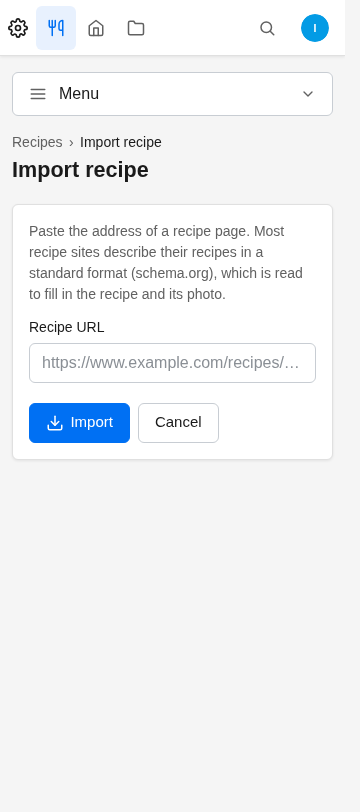 I
Menu
Recipes › Import recipe
Import recipe
Paste the address of a recipe page. Most
recipe sites describe their recipes in a
standard format (schema.org), which is read
to fill in the recipe and its photo.
Recipe URL
https://www.example.com/recipes/…
Import
Cancel